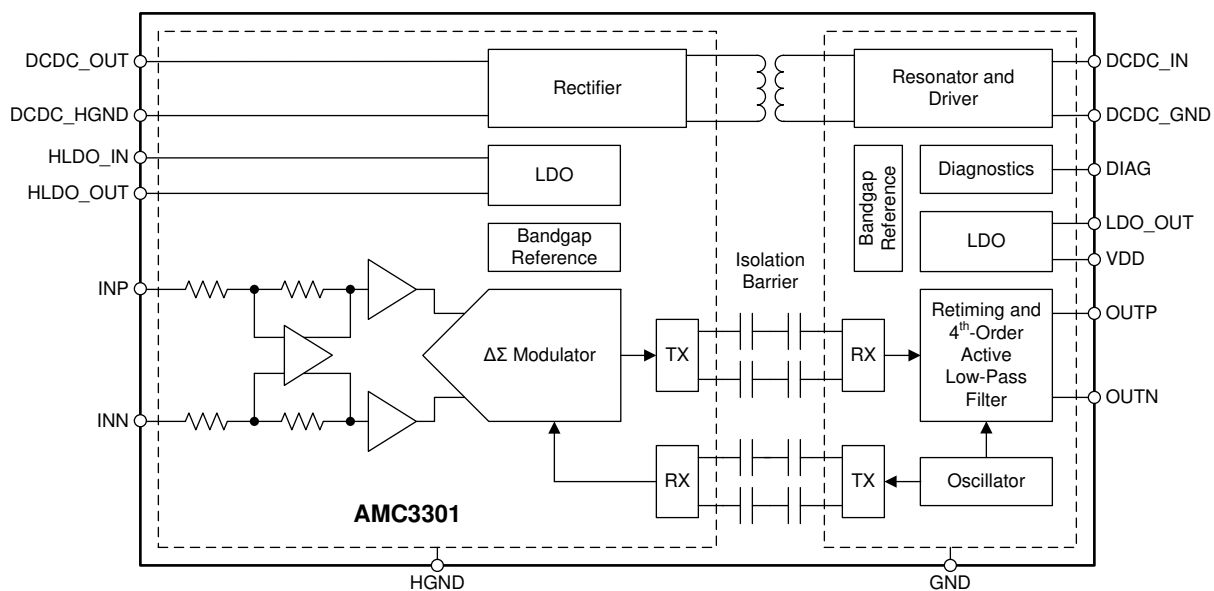 DCDC_OUT
DCDC_HGND
HLDO_IN
HLDO_OUT
INP
INN
Rectifier
LDO
Bandgap
Reference
ΔΣ Modulator
TX
RX
AMC3301
HGND
Isolation
Barrier
Resonator and
Driver
Bandgap
Reference
Diagnostics
LDO
RX
Retiming and
4th-Order
Active
Low-Pass
Filter
TX
Oscillator
GND
DCDC_IN
DCDC_GND
DIAG
LDO_OUT
VDD
OUTP
OUTN